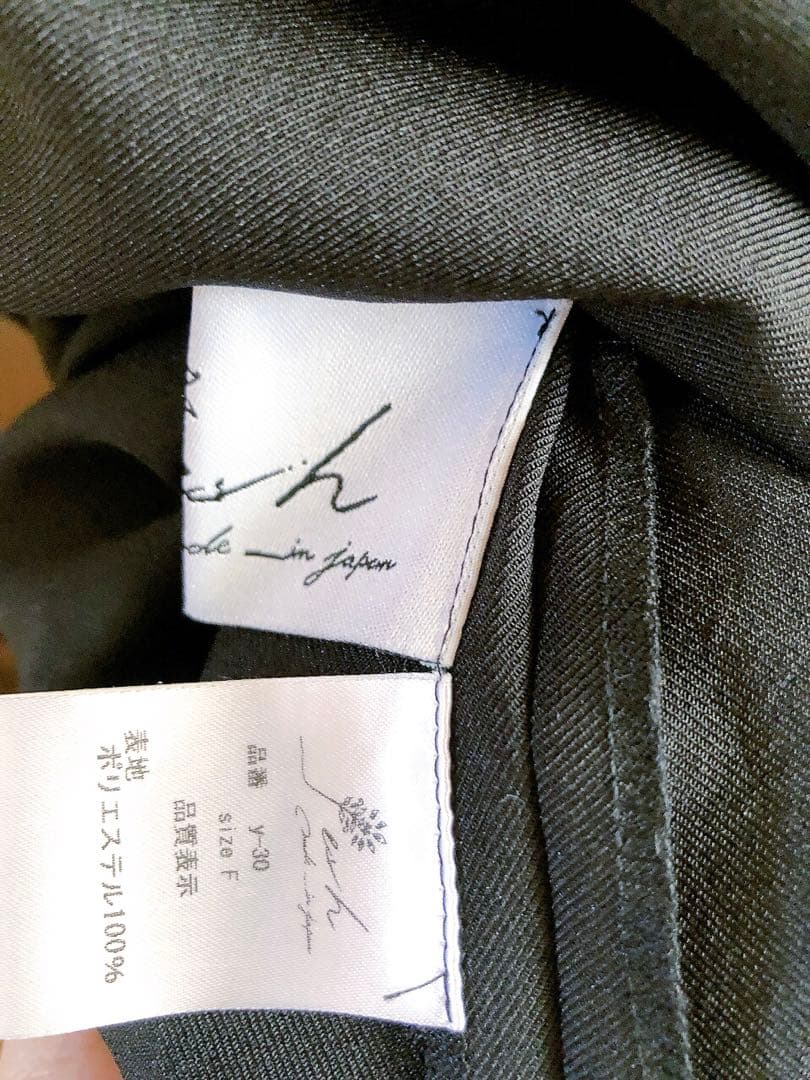 made in japan
品番 y-30
size F
品質表示
表地
ポリエステル100%